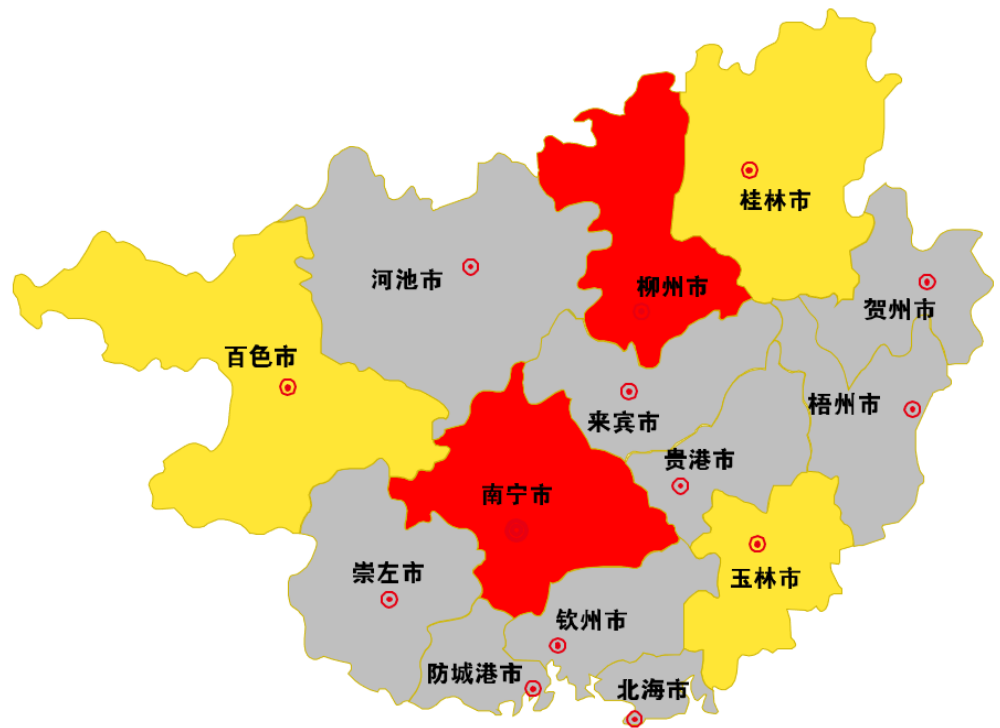 桂林市
河池市
柳州市
贺州市
百色市
梧州市
来宾市
贵港市
南宁市
崇左市
玉林市
钦州市
防城港市
北海市